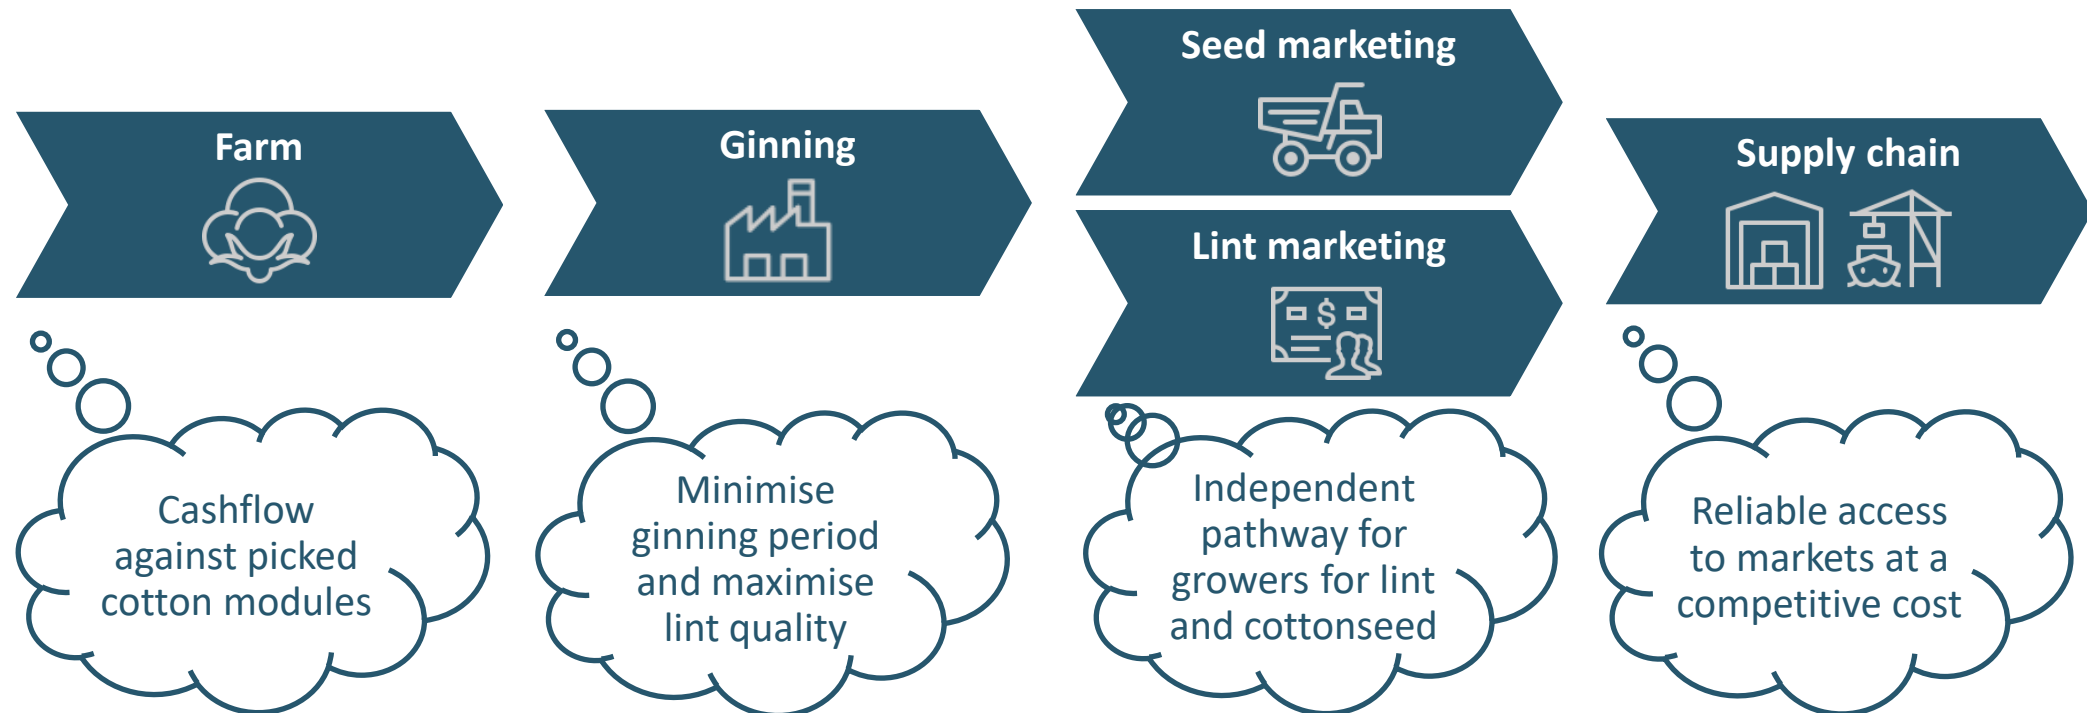 Farm
Ginning
Seed marketing
Lint marketing
$
Supply chain
Cashflow
against picked
cotton modules
Minimise
ginning period
and maximise
lint quality
Independent
pathway for
growers for lint
and cottonseed
Reliable access
to markets at a
competitive cost